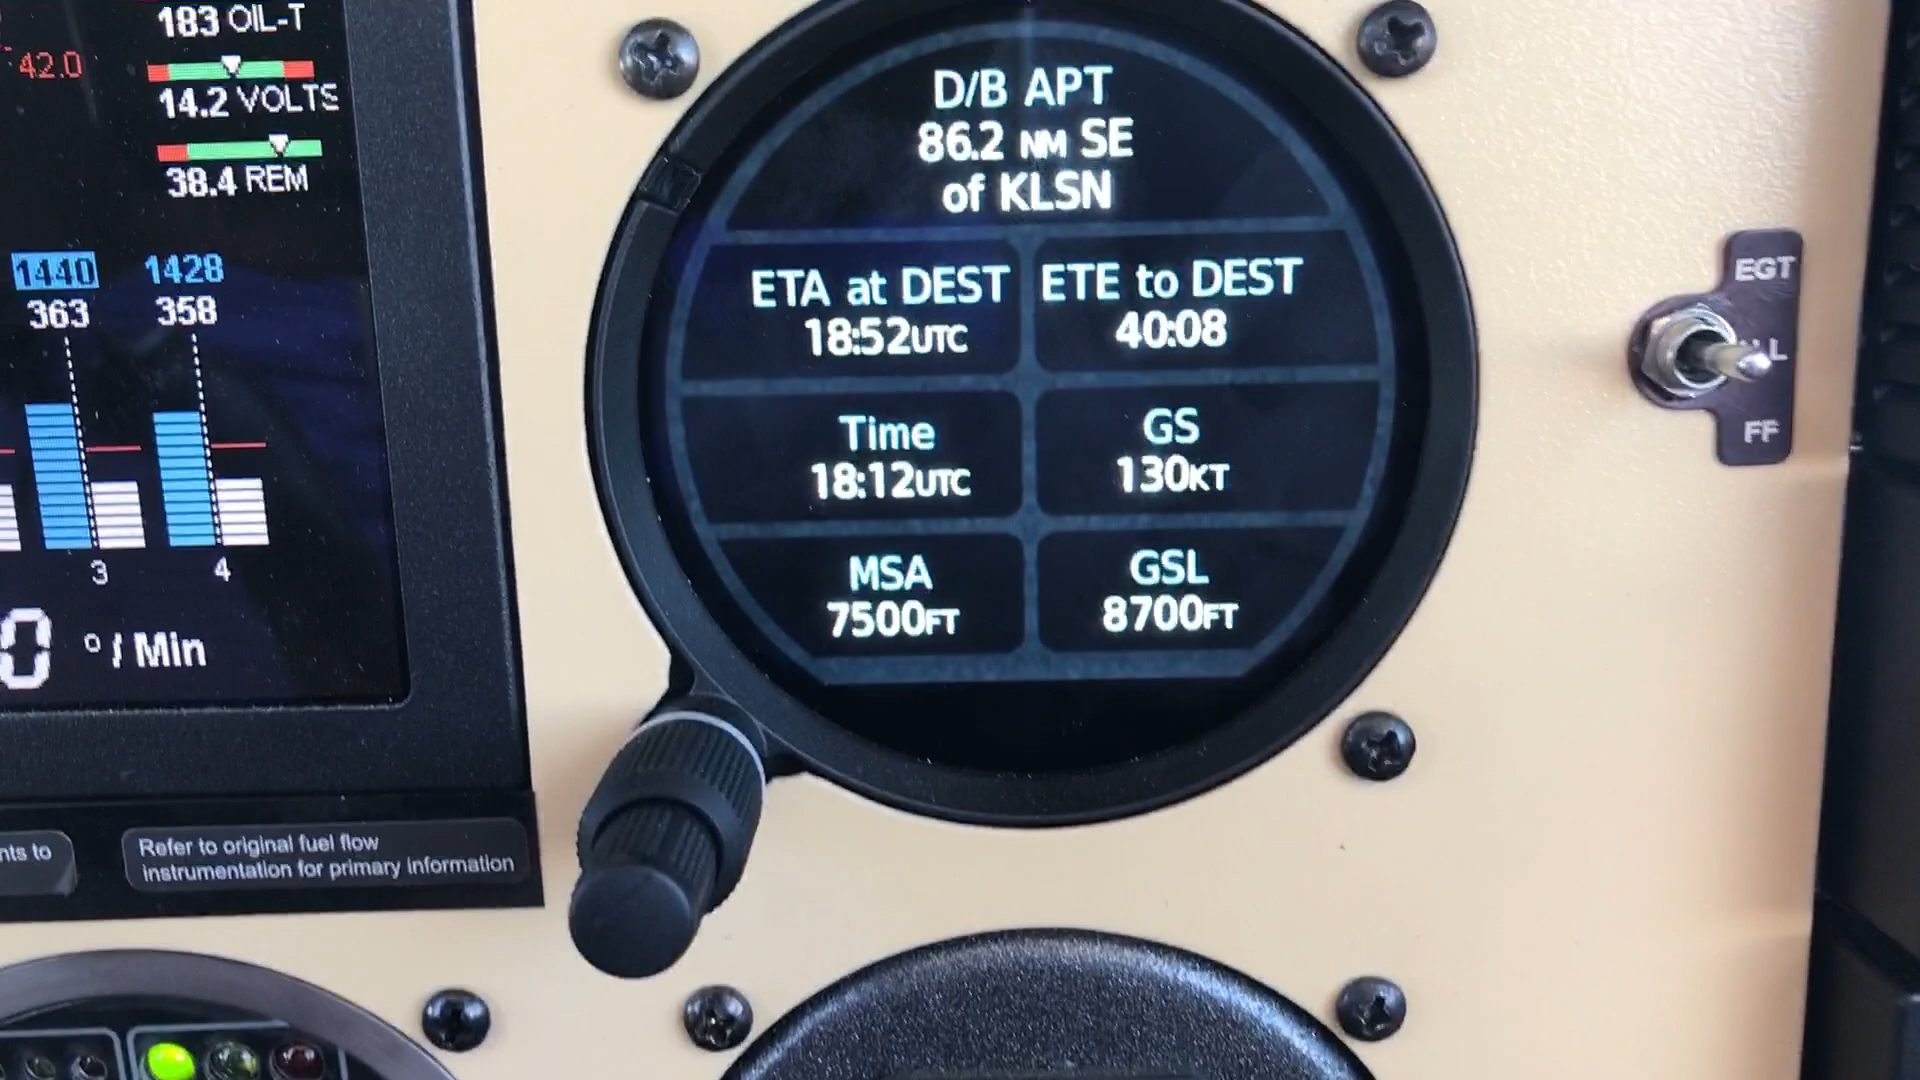 183 OIL-T
42.0
14.2 VOLTS
38.4 REM
1440 1428
363 358
3 4
0 °/ Min
nts to
Refer to original fuel flow
instrumentation for primary information
D/B APT
86.2 NM SE
of KLSN
ETA at DEST
18:52UTC
ETE to DEST
40:08
Time
18:12UTC
GS
130KT
MSA
7500FT
GSL
8700FT
EGT
FF